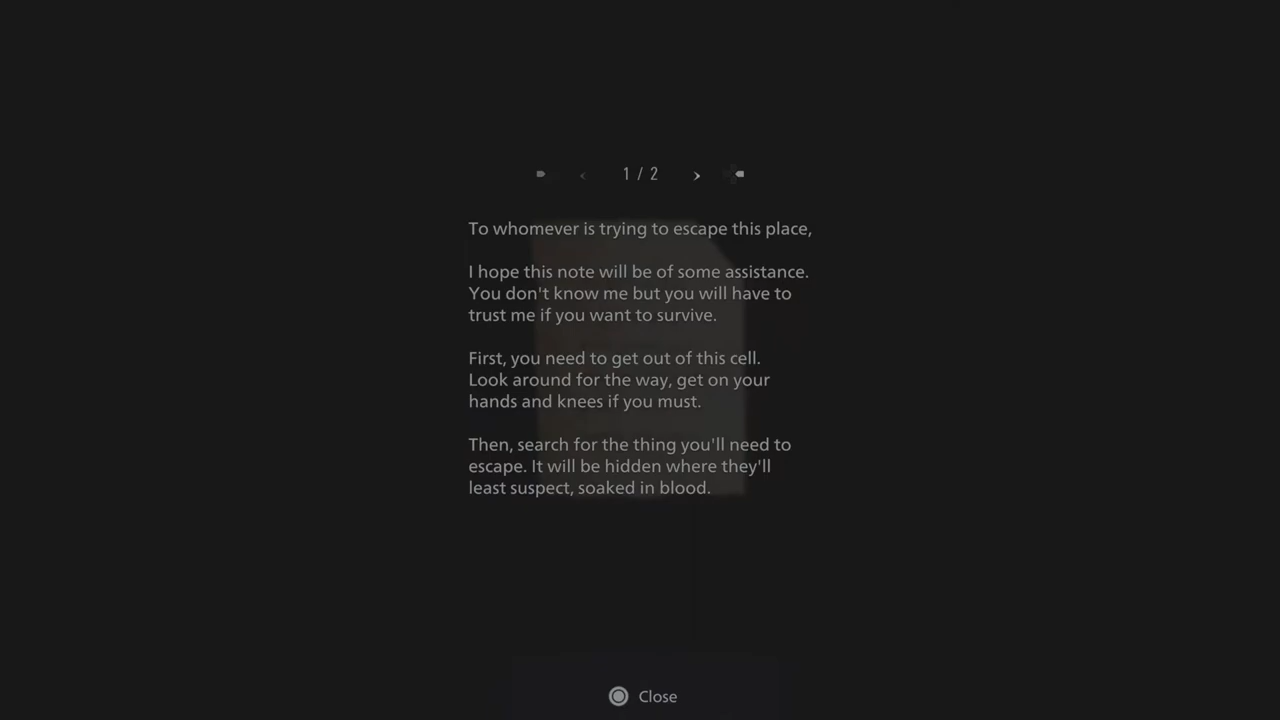 1 / 2
To whomever is trying to escape this place,
I hope this note will be of some assistance.
You don't know me but you will have to
trust me if you want to survive.
First, you need to get out of this cell.
Look around for the way, get on your
hands and knees if you must.
Then, search for the thing you'll need to
escape. It will be hidden where they'll
least suspect, soaked in blood.
Close